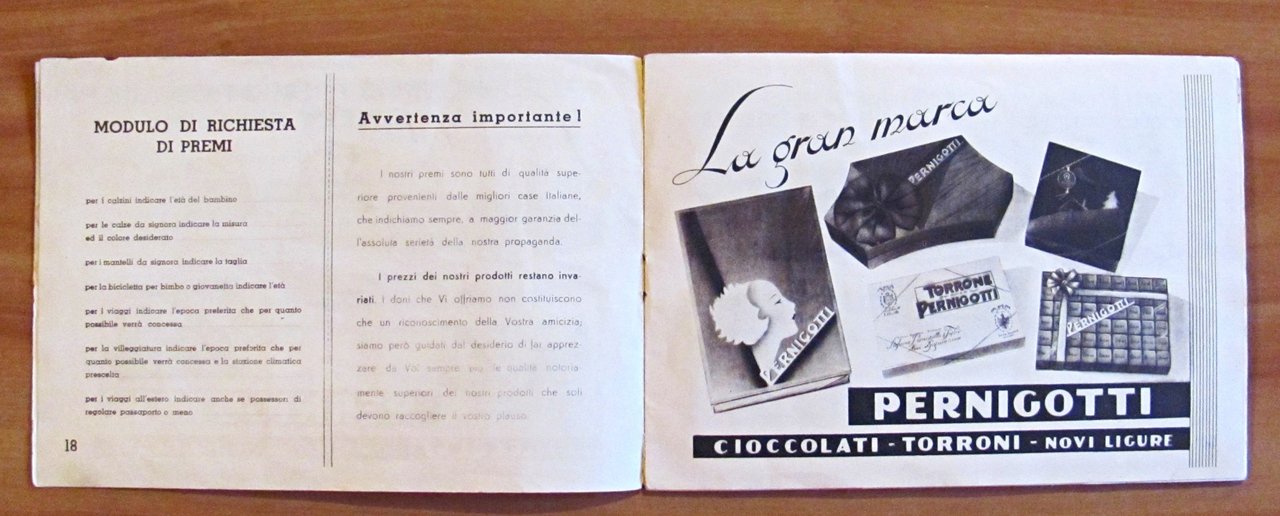 MODULO DI RICHIESTA
DI PREMI
per i calzini indicare l'età del bambino
per le calze da signora indicare la misura
ed il colore desiderato
per i mantelli da signora indicare la taglia
per la bicicletta per bimbo o giovanetta indicare l'età
per i viaggi indicare l'epoca preferita che per quanto
possibile verrà concessa
per la villeggiatura indicare l'epoca preferita che per
quanto possibile verrà concessa e la stazione climatica
prescelta
per i viaggi all'estero indicare anche se possessori di
regolare passaporto o meno
18
Avvertenza importante!
I nostri premi sono tutti di qualità supe-
riore provenienti dalle migliori case Italiane,
che indichiamo sempre, a maggior garanzia del-
l'assoluta serietà della nostra propaganda.
I prezzi dei nostri prodotti restano inva-
riati. I doni che Vi offriamo non costituiscono
che un riconoscimento della Vostra amicizia;
siamo però guidati dal desiderio di far apprez-
zare da Voi sempre più le qualità notoria-
mente superiori dei nostri prodotti che soli
devono raccogliere il vostro plauso.
La gran marca
PERNIGOTTI
PERNIGOTTI
TORRONE
PERNIGOTTI
PERNIGOTTI
PERNIGOTTI
CIOCCOLATI - TORRONI - NOVI LIGURE